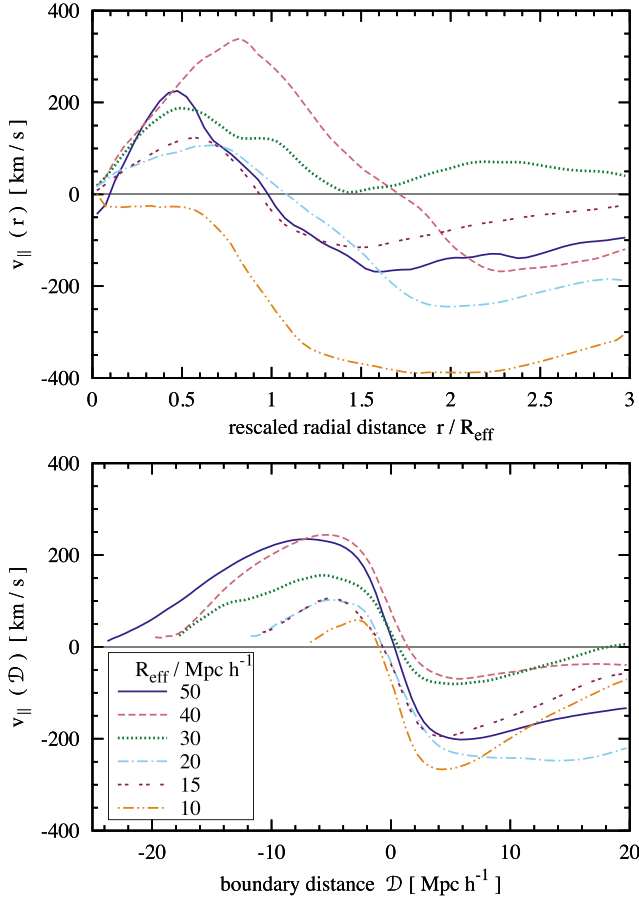 400
200
0
-200
-400
v∥ (r) [ km / s ]
0 0.5 1 1.5 2 2.5 3
rescaled radial distance r / R_eff
400
200
0
-200
-400
v∥ (𝒟) [ km / s ]
R_eff / Mpc h⁻¹
50
40
30
20
15
10
-20 -10 0 10 20
boundary distance 𝒟 [ Mpc h⁻¹ ]